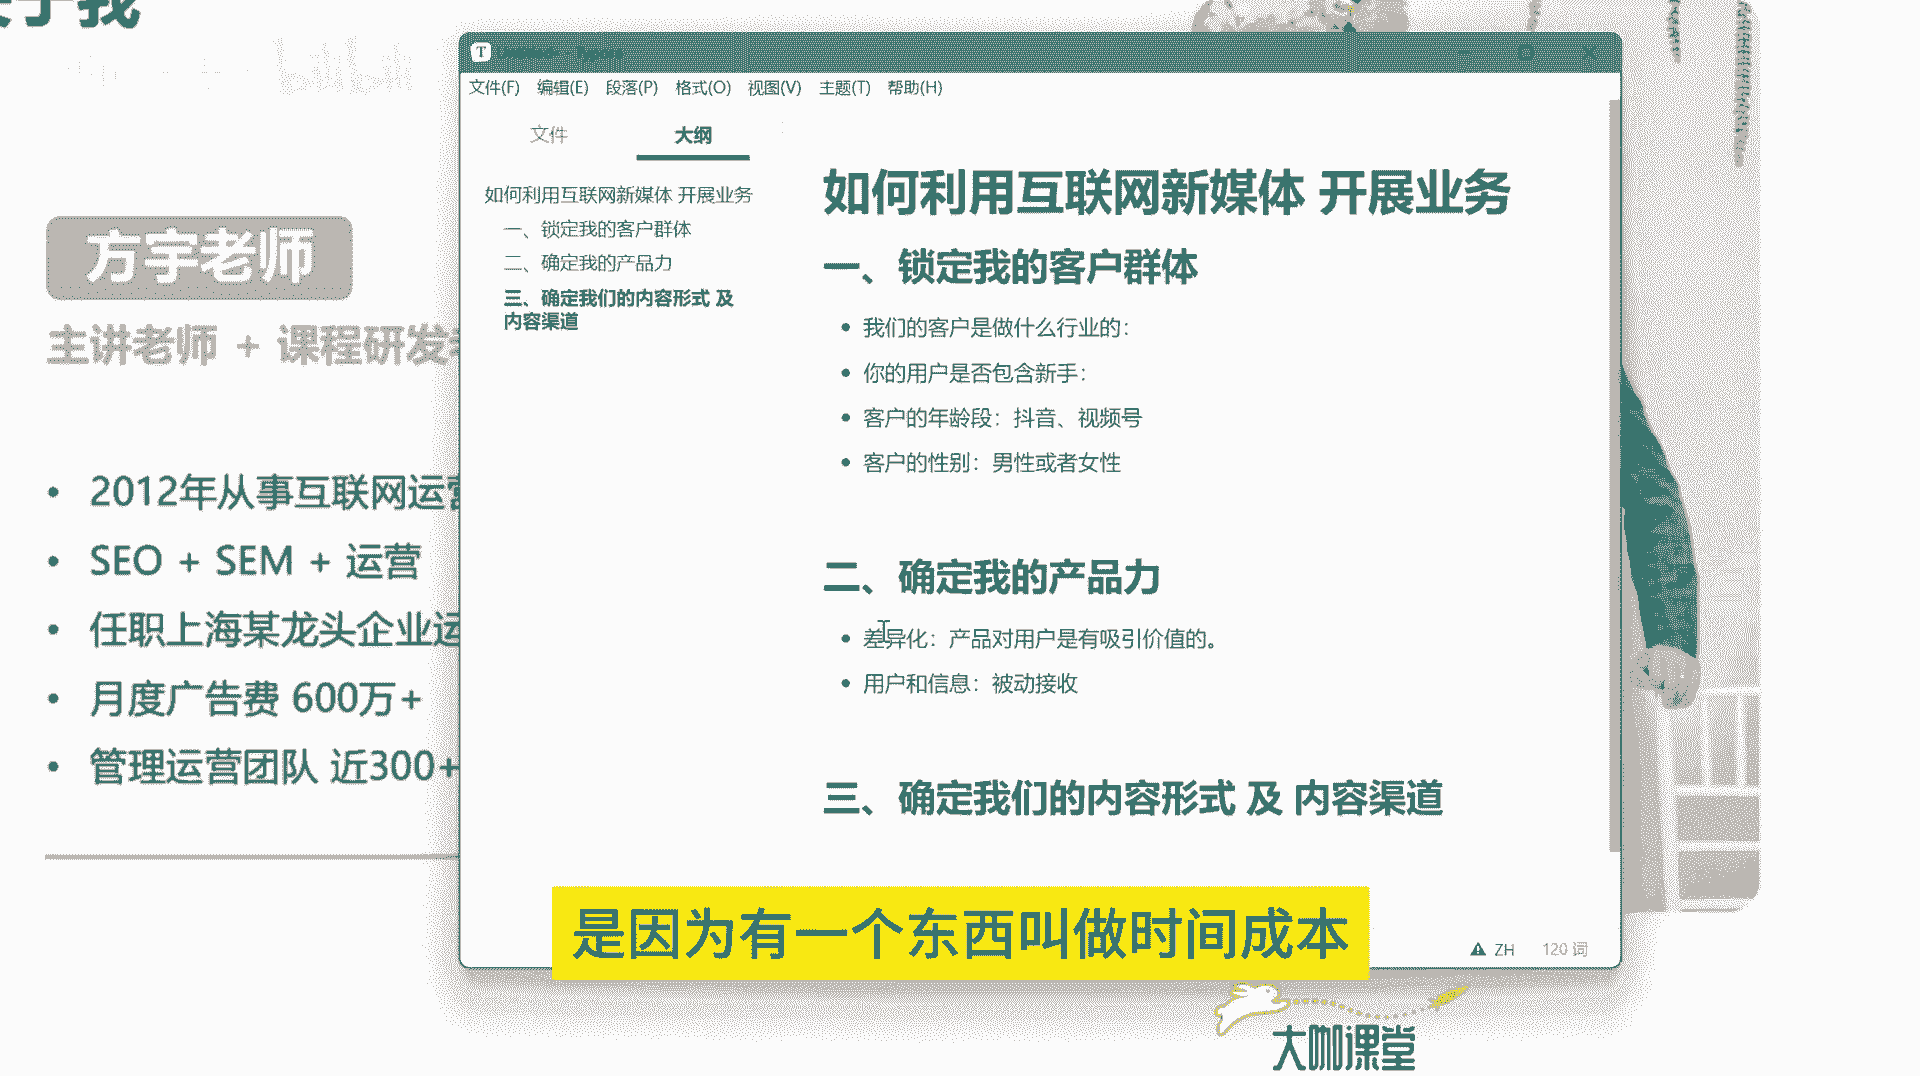 bilibili
方宇老师
主讲老师 + 课程研发
2012年从事互联网运营
SEO + SEM + 运营
任职上海某龙头企业运
月度广告费 600万+
管理运营团队 近300+
文件(F) 编辑(E) 段落(P) 格式(O) 视图(V) 主题(T) 帮助(H)
文件 大纲
如何利用互联网新媒体 开展业务
一、锁定我的客户群体
二、确定我的产品力
三、确定我们的内容形式 及
内容渠道
如何利用互联网新媒体 开展业务
一、锁定我的客户群体
我们的客户是做什么行业的：
你的用户是否包含新手：
客户的年龄段：抖音、视频号
客户的性别：男性或者女性
二、确定我的产品力
差异化：产品对用户是有吸引价值的。
用户和信息：被动接收
三、确定我们的内容形式 及 内容渠道
ZH 120 词
是因为有一个东西叫做时间成本
大咖课堂